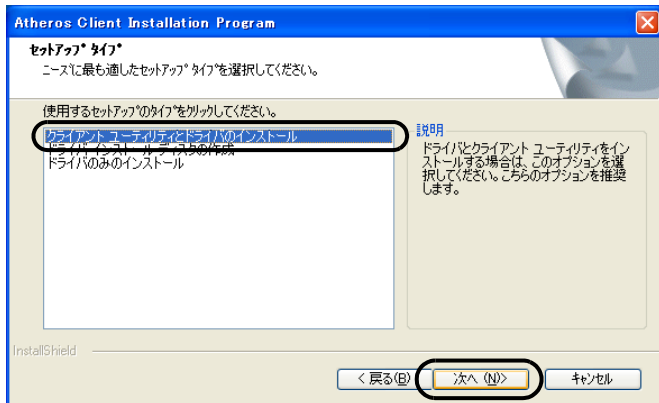 Atheros Client Installation Program
セットアップ タイプ
ニーズに最も適したセットアップ タイプを選択してください。
使用するセットアップのタイプをクリックしてください。
クライアント ユーティリティとドライバのインストール
ドライバ インストール ディスクの作成
ドライバのみのインストール
説明
ドライバとクライアント ユーティリティをイン
ストールする場合は、このオプションを選
択してください。こちらのオプションを推奨
します。
InstallShield
< 戻る(B)
次へ (N)>
キャンセル